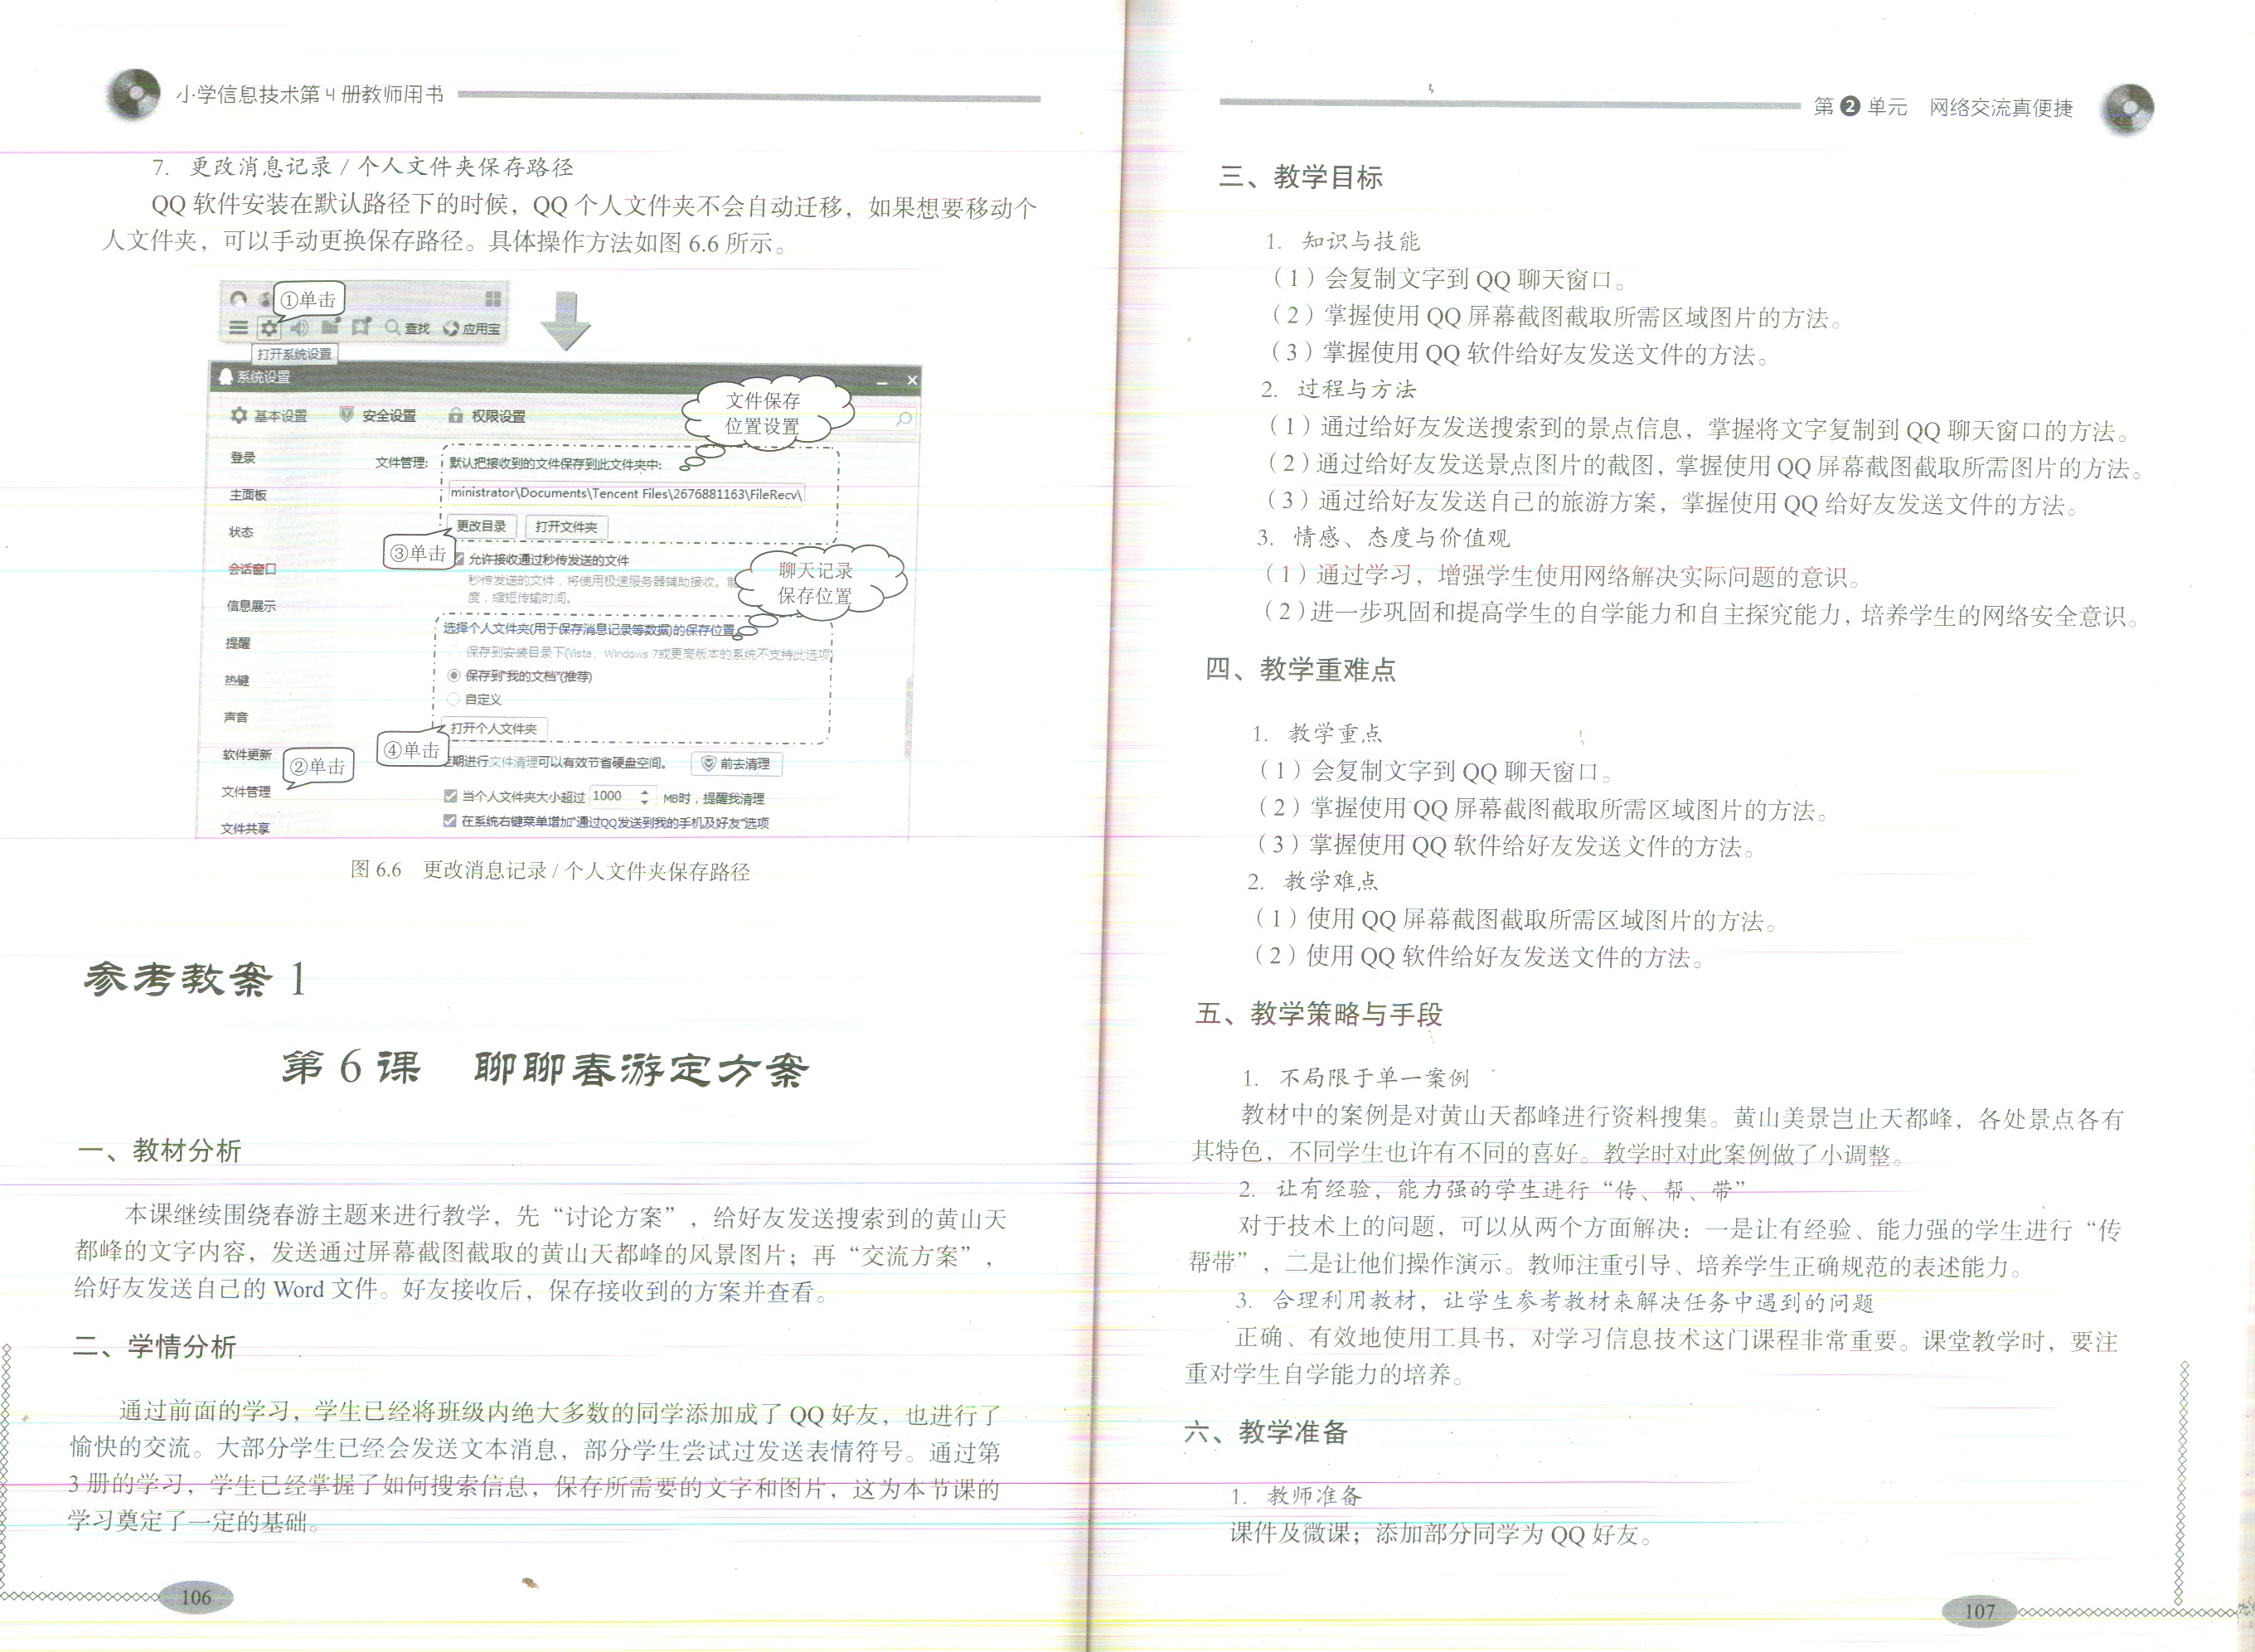 小学信息技术第4册教师用书
7. 更改消息记录/个人文件夹保存路径
QQ 软件安装在默认路径下的时候，QQ 个人文件夹不会自动迁移，如果想要移动个
人文件夹，可以手动更换保存路径。具体操作方法如图 6.6 所示。
①单击
查找 应用宝
打开系统设置
系统设置
基本设置 安全设置 权限设置
文件保存
位置设置
登录
主面板
状态
会话窗口
信息展示
提醒
热键
声音
软件更新
文件管理
文件共享
②单击
文件管理: 默认把接收到的文件保存到此文件夹中:
ministrator\Documents\Tencent Files\2676881163\FileRecv\
更改目录 打开文件夹
③单击
允许接收通过秒传发送的文件
秒传发送的文件，将使用极速服务器辅助接收。
度，缩短传输时间。
聊天记录
保存位置
选择个人文件夹(用于保存消息记录等数据)的保存位置
保存到安装目录下(Vista、Windows 7或更高版本的系统不支持此选项)
保存到"我的文档"(推荐)
自定义
打开个人文件夹
④单击
期进行文件清理可以有效节省硬盘空间。 前去清理
当个人文件夹大小超过 1000 MB时，提醒我清理
在系统右键菜单增加"通过QQ发送到我的手机及好友"选项
图 6.6 更改消息记录/个人文件夹保存路径
参考教案 1
第 6 课 聊聊春游定方案
一、教材分析
本课继续围绕春游主题来进行教学，先“讨论方案”，给好友发送搜索到的黄山天
都峰的文字内容，发送通过屏幕截图截取的黄山天都峰的风景图片；再“交流方案”，
给好友发送自己的 Word 文件。好友接收后，保存接收到的方案并查看。
二、学情分析
通过前面的学习，学生已经将班级内绝大多数的同学添加成了 QQ 好友，也进行了
愉快的交流。大部分学生已经会发送文本消息，部分学生尝试过发送表情符号。通过第
3 册的学习，学生已经掌握了如何搜索信息，保存所需要的文字和图片，这为本节课的
学习奠定了一定的基础。
106
第2单元 网络交流真便捷
三、教学目标
1. 知识与技能
（1）会复制文字到 QQ 聊天窗口。
（2）掌握使用 QQ 屏幕截图截取所需区域图片的方法。
（3）掌握使用 QQ 软件给好友发送文件的方法。
2. 过程与方法
（1）通过给好友发送搜索到的景点信息，掌握将文字复制到 QQ 聊天窗口的方法。
（2）通过给好友发送景点图片的截图，掌握使用 QQ 屏幕截图截取所需图片的方法。
（3）通过给好友发送自己的旅游方案，掌握使用 QQ 给好友发送文件的方法。
3. 情感、态度与价值观
（1）通过学习，增强学生使用网络解决实际问题的意识。
（2）进一步巩固和提高学生的自学能力和自主探究能力，培养学生的网络安全意识。
四、教学重难点
1. 教学重点
（1）会复制文字到 QQ 聊天窗口。
（2）掌握使用 QQ 屏幕截图截取所需区域图片的方法。
（3）掌握使用 QQ 软件给好友发送文件的方法。
2. 教学难点
（1）使用 QQ 屏幕截图截取所需区域图片的方法。
（2）使用 QQ 软件给好友发送文件的方法。
五、教学策略与手段
1. 不局限于单一案例
教材中的案例是对黄山天都峰进行资料搜集。黄山美景岂止天都峰，各处景点各有
其特色，不同学生也许有不同的喜好。教学时对此案例做了小调整。
2. 让有经验，能力强的学生进行“传、帮、带”
对于技术上的问题，可以从两个方面解决：一是让有经验、能力强的学生进行“传
帮带”，二是让他们操作演示。教师注重引导、培养学生正确规范的表述能力。
3. 合理利用教材，让学生参考教材来解决任务中遇到的问题
正确、有效地使用工具书，对学习信息技术这门课程非常重要。课堂教学时，要注
重对学生自学能力的培养。
六、教学准备
1. 教师准备
课件及微课；添加部分同学为 QQ 好友。
107